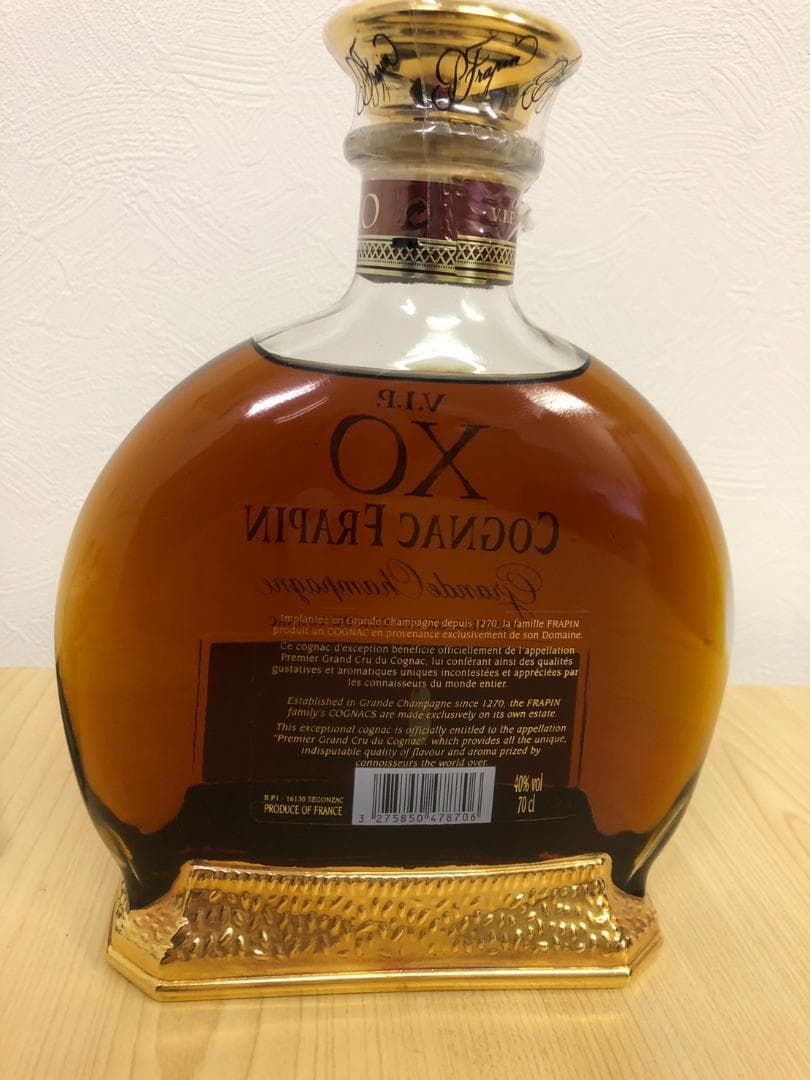 P Frapin
O
V.I.P
V.I.P.
XO
COGNAC FRAPIN
Grande Champagne
Implantée en Grande Champagne depuis 1270, la famille FRAPIN
produit un COGNAC en provenance exclusivement de son Domaine.
Ce cognac d'exception bénéficie officiellement de l'appellation
Premier Grand Cru du Cognac, lui conférant ainsi des qualités
gustatives et aromatiques uniques incontestées et appréciées par
les connaisseurs du monde entier.
Established in Grande Champagne since 1270, the FRAPIN
family's COGNACS are made exclusively on its own estate.
This exceptional cognac is officially entitled to the appellation
"Premier Grand Cru du Cognac" which provides all the unique,
indisputable quality of flavour and aroma prized by
connoisseurs the world over.
B.P.1 - 16130 SEGONZAC
PRODUCE OF FRANCE
3 275850 478706
40% vol
70 cl